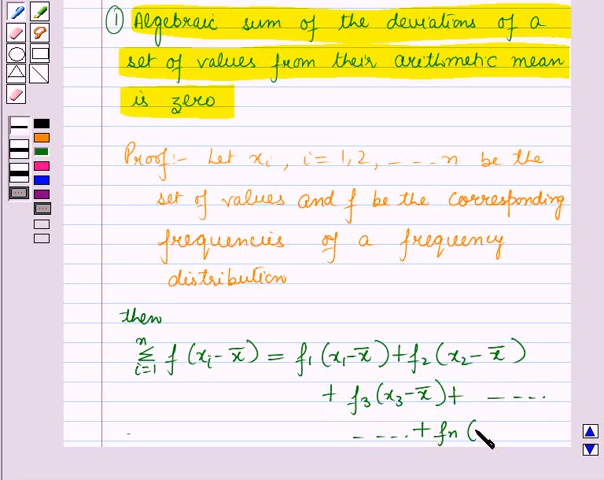 ① Algebraic sum of the deviations of a
set of values from their arithmetic mean
is zero
Proof:- Let xᵢ, i = 1, 2, ----- n be the
set of values and f be the corresponding
frequencies of a frequency
distribution
then
∑ⁿᵢ₌₁ f (xᵢ - x̄) = f₁ (x₁ - x̄) + f₂ (x₂ - x̄)
+ f₃ (x₃ - x̄) + -- ----
-- ---- + fₙ (